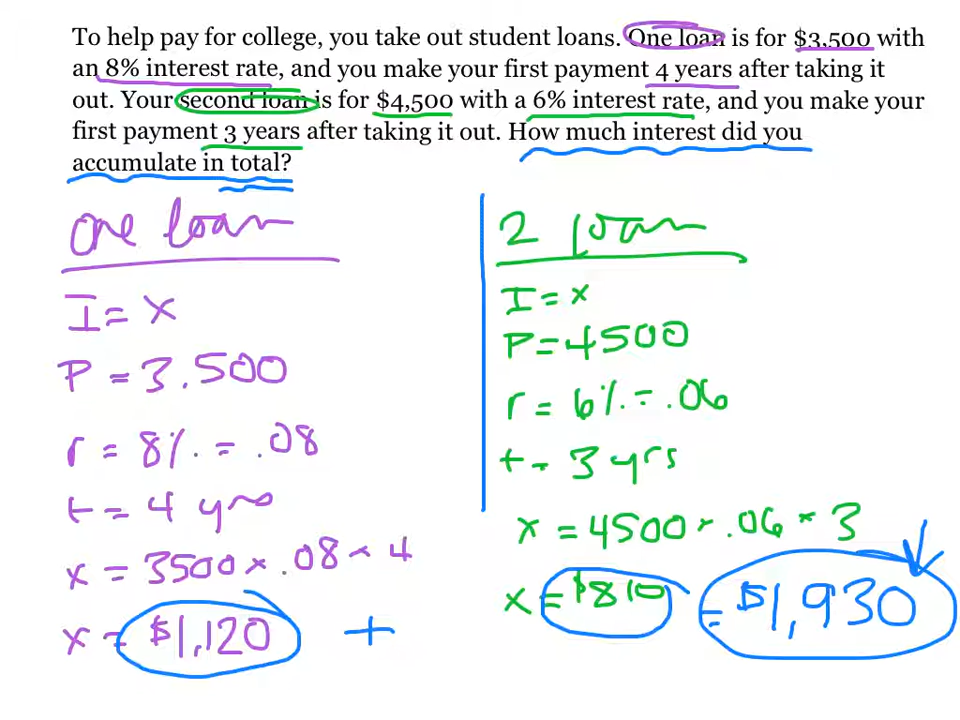 To help pay for college, you take out student loans. One loan is for $3,500 with
an 8% interest rate, and you make your first payment 4 years after taking it
out. Your second loan is for $4,500 with a 6% interest rate, and you make your
first payment 3 years after taking it out. How much interest did you
accumulate in total?
One loan
I = x
P = 3.500
r = 8% = .08
t = 4 yrs
x = 3500 × .08 × 4
x = $1,120 +
2 loan
I = x
P = 4500
r = 6% = .06
t = 3 yrs
x = 4500 × .06 × 3
x = $810 = $1,930